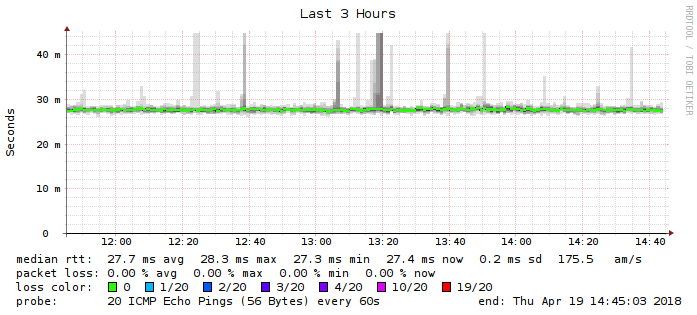 Last 3 Hours
RRDTOOL / TOBI OETIKER
Seconds
40 m
30 m
20 m
10 m
0
12:00 12:20 12:40 13:00 13:20 13:40 14:00 14:20 14:40
median rtt: 27.7 ms avg 28.3 ms max 27.3 ms min 27.4 ms now 0.2 ms sd 175.5 am/s
packet loss: 0.00 % avg 0.00 % max 0.00 % min 0.00 % now
loss color: 0 1/20 2/20 3/20 4/20 10/20 19/20
probe: 20 ICMP Echo Pings (56 Bytes) every 60s end: Thu Apr 19 14:45:03 2018